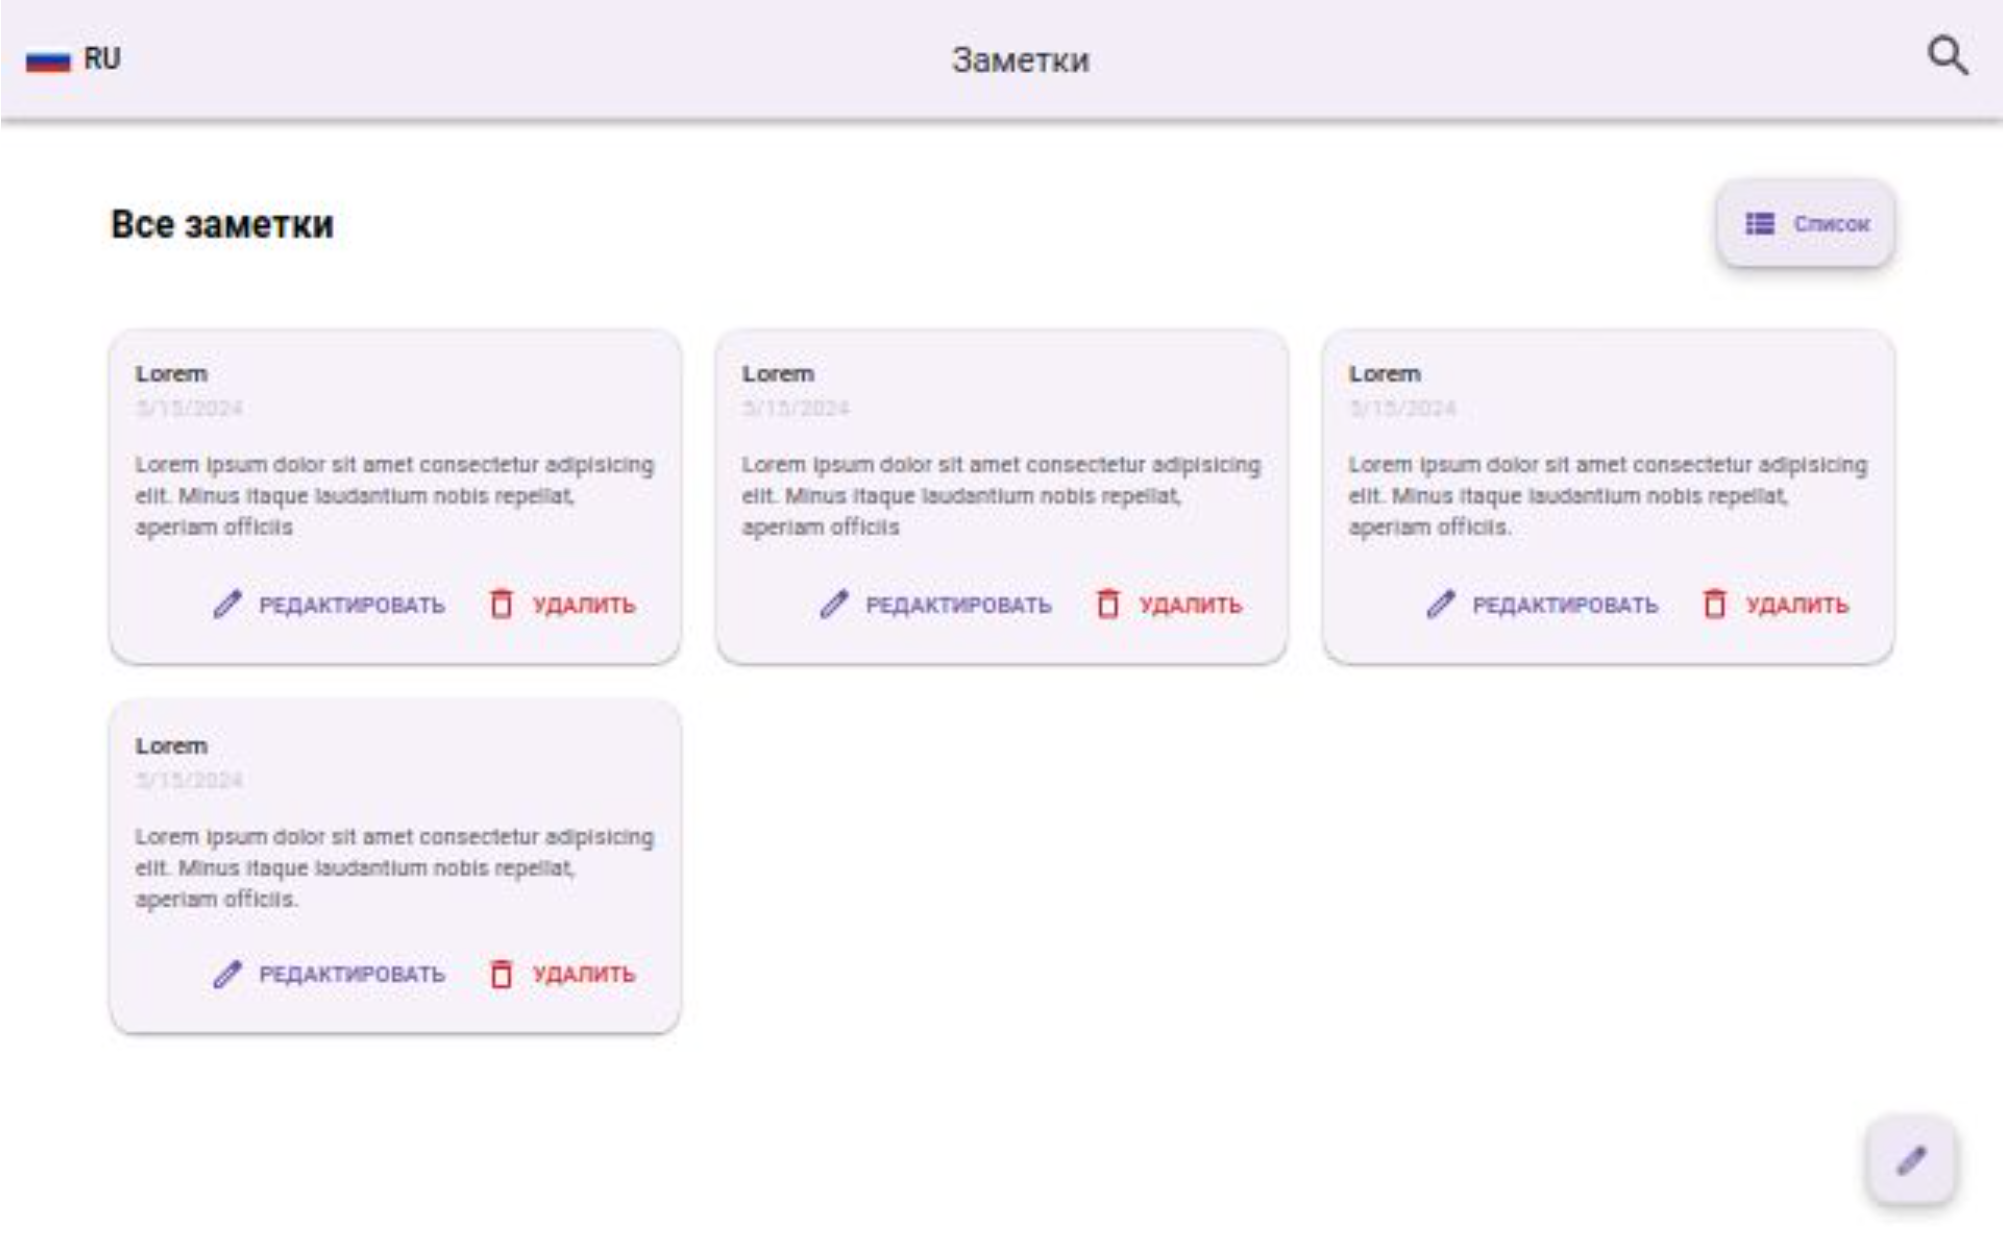 RU
Заметки
Все заметки
Список
Lorem
5/15/2024
Lorem ipsum dolor sit amet consectetur adipisicing
elit. Minus itaque laudantium nobis repellat,
aperiam officiis
РЕДАКТИРОВАТЬ УДАЛИТЬ
Lorem
5/15/2024
Lorem ipsum dolor sit amet consectetur adipisicing
elit. Minus itaque laudantium nobis repellat,
aperiam officiis
РЕДАКТИРОВАТЬ УДАЛИТЬ
Lorem
5/15/2024
Lorem ipsum dolor sit amet consectetur adipisicing
elit. Minus itaque laudantium nobis repellat,
aperiam officiis.
РЕДАКТИРОВАТЬ УДАЛИТЬ
Lorem
5/15/2024
Lorem ipsum dolor sit amet consectetur adipisicing
elit. Minus itaque laudantium nobis repellat,
aperiam officiis.
РЕДАКТИРОВАТЬ УДАЛИТЬ